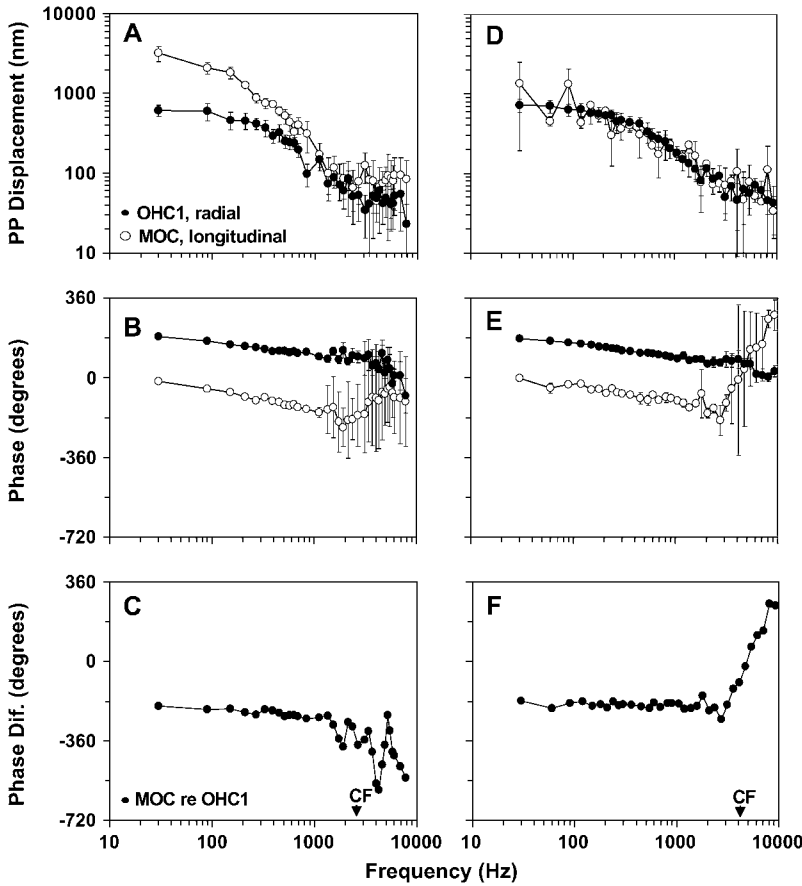 PP Displacement (nm)
10000
1000
100
10
A
OHC1, radial
MOC, longitudinal
D
Phase (degrees)
360
0
-360
-720
B
E
Phase Dif. (degrees)
360
0
-360
-720
C
MOC re OHC1
CF
F
CF
10 100 1000 10000 10 100 1000 10000
Frequency (Hz)